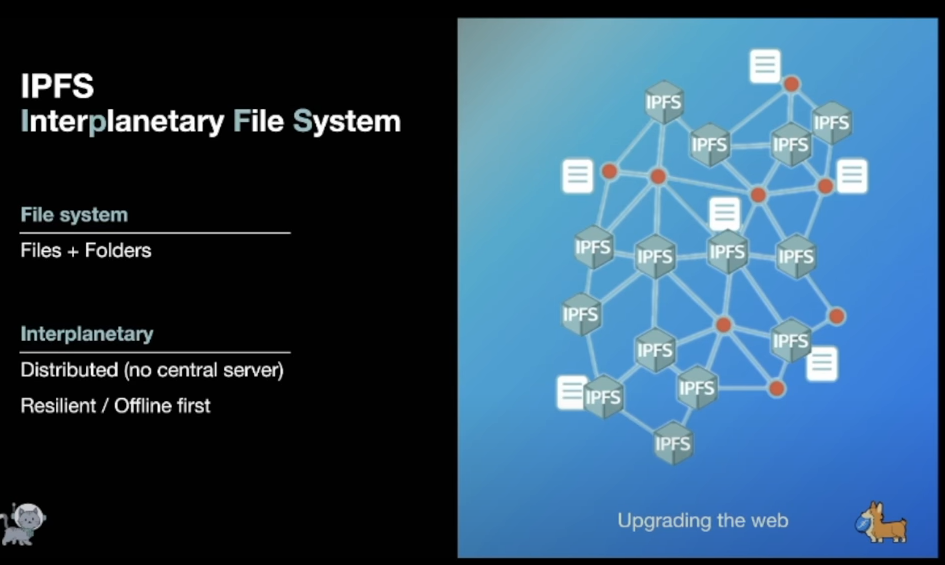 IPFS
Interplanetary File System
File system
Files + Folders
Interplanetary
Distributed (no central server)
Resilient / Offline first
IPFS
IPFS
IPFS
IPFS
IPFS
IPFS
IPFS
IPFS
IPFS
IPFS
IPFS
IPFS
IPFS
IPFS
Upgrading the web